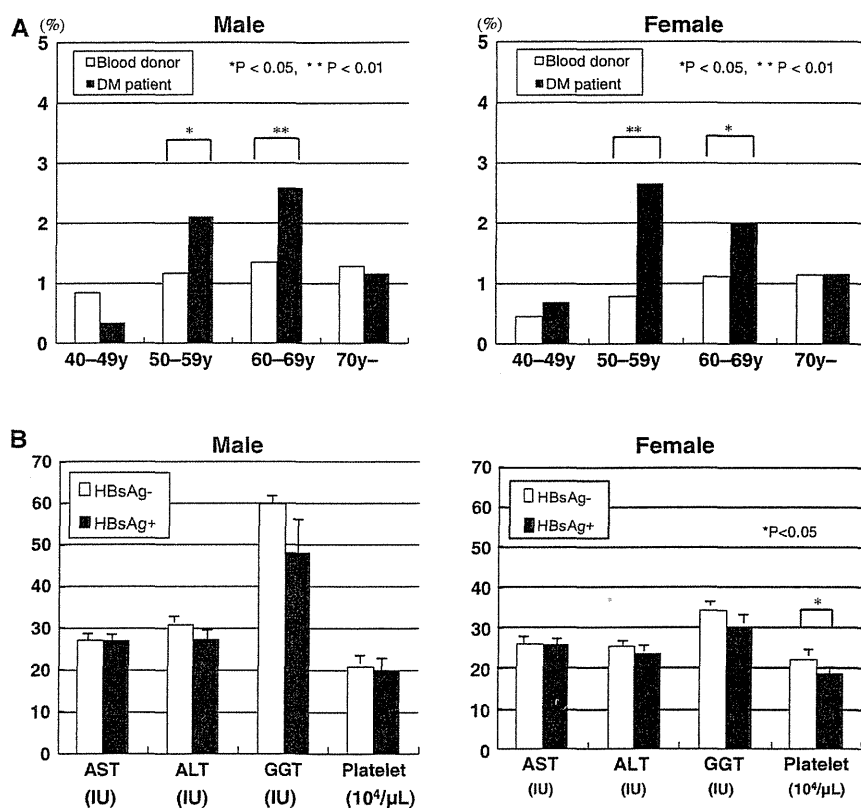 A
(%)
Male
5
4
3
2
1
0
Blood donor
DM patient
*P < 0.05, ** P < 0.01
*
**
40–49y 50–59y 60–69y 70y–
Female
5
4
3
2
1
0
Blood donor
DM patient
*P < 0.05, ** P < 0.01
**
*
40–49y 50–59y 60–69y 70y–
B
Male
70
60
50
40
30
20
10
0
HBsAg-
HBsAg+
AST ALT GGT Platelet
(IU) (IU) (IU) (10⁴/µL)
Female
70
60
50
40
30
20
10
0
HBsAg-
HBsAg+
*P<0.05
*
AST ALT GGT Platelet
(IU) (IU) (IU) (10⁴/µL)